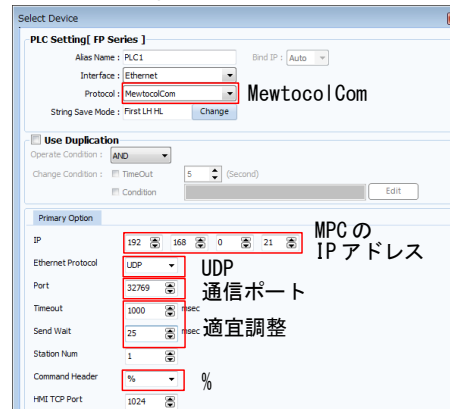 Select Device
PLC Setting[ FP Series ]
Alias Name : PLC1 Bind IP : Auto
Interface : Ethernet
Protocol : MewtocolCom MewtocolCom
String Save Mode : First LH HL Change
Use Duplication
Operate Condition : AND
Change Condition : TimeOut 5 (Second)
Condition Edit
Primary Option
IP 192 168 0 21 MPCの
IPアドレス
Ethernet Protocol UDP UDP
Port 32769 通信ポート
Timeout 1000 msec
Send Wait 25 msec 適宜調整
Station Num 1
Command Header % %
HMI TCP Port 1024